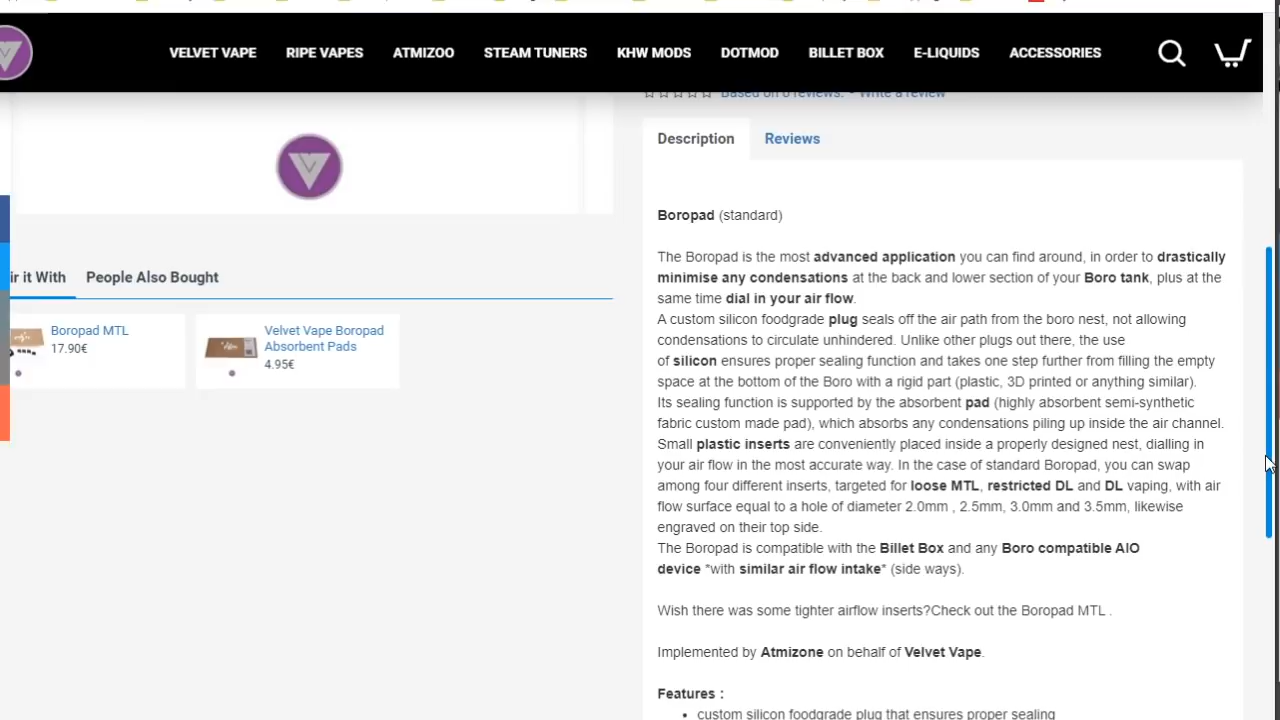 VELVET VAPE RIPE VAPES ATMIZOO STEAM TUNERS KHW MODS DOTMOD BILLET BOX E-LIQUIDS ACCESSORIES
Based on 0 reviews. - Write a review
Description Reviews
Boropad (standard)
The Boropad is the most advanced application you can find around, in order to drastically
minimise any condensations at the back and lower section of your Boro tank, plus at the
same time dial in your air flow.
A custom silicon foodgrade plug seals off the air path from the boro nest, not allowing
condensations to circulate unhindered. Unlike other plugs out there, the use
of silicon ensures proper sealing function and takes one step further from filling the empty
space at the bottom of the Boro with a rigid part (plastic, 3D printed or anything similar).
Its sealing function is supported by the absorbent pad (highly absorbent semi-synthetic
fabric custom made pad), which absorbs any condensations piling up inside the air channel.
Small plastic inserts are conveniently placed inside a properly designed nest, dialling in
your air flow in the most accurate way. In the case of standard Boropad, you can swap
among four different inserts, targeted for loose MTL, restricted DL and DL vaping, with air
flow surface equal to a hole of diameter 2.0mm , 2.5mm, 3.0mm and 3.5mm, likewise
engraved on their top side.
The Boropad is compatible with the Billet Box and any Boro compatible AIO
device *with similar air flow intake* (side ways).
Wish there was some tighter airflow inserts?Check out the Boropad MTL .
Implemented by Atmizone on behalf of Velvet Vape.
Features :
• custom silicon foodgrade plug that ensures proper sealing
ir it With People Also Bought
Boropad MTL
17.90€
Velvet Vape Boropad
Absorbent Pads
4.95€